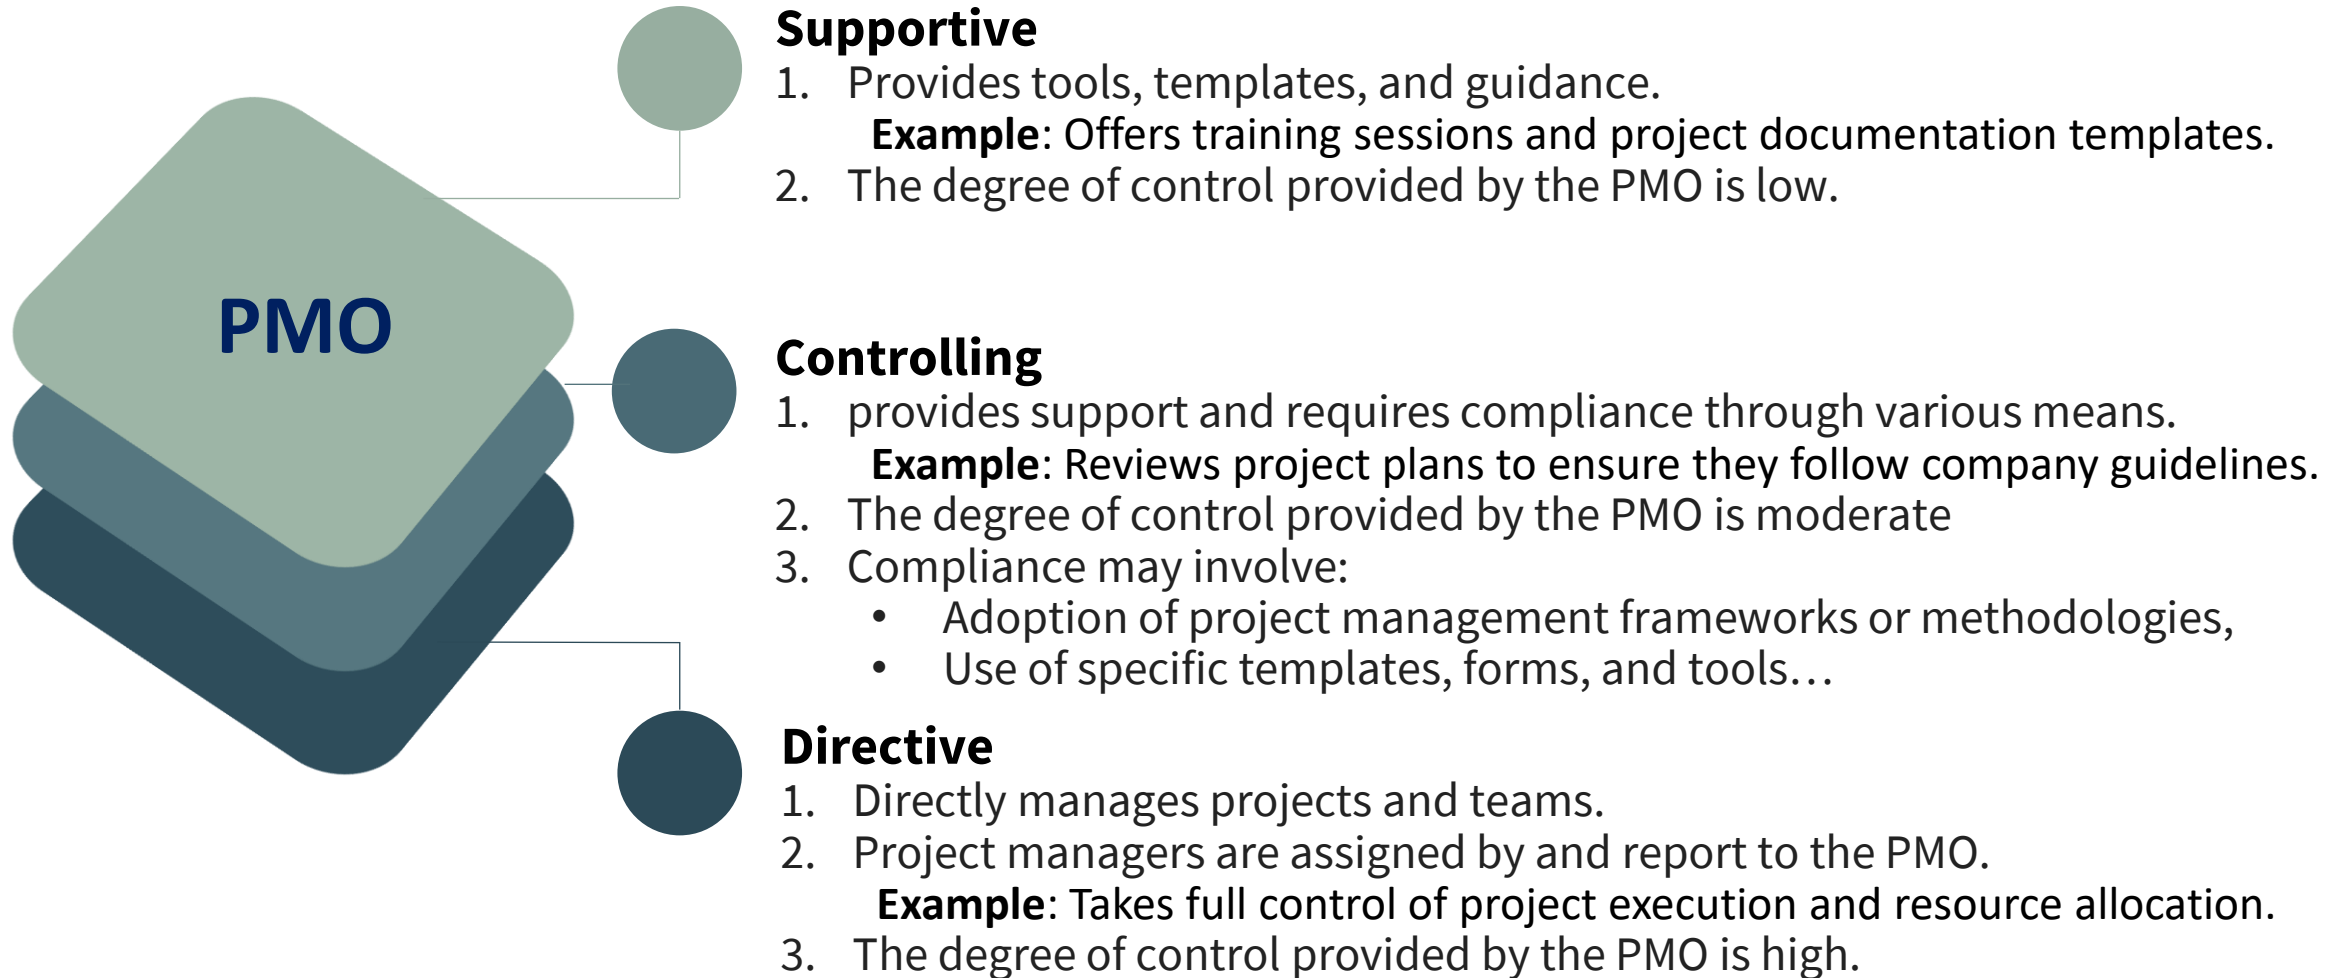 PMO
Supportive
1. Provides tools, templates, and guidance.
Example: Offers training sessions and project documentation templates.
2. The degree of control provided by the PMO is low.
Controlling
1. provides support and requires compliance through various means.
Example: Reviews project plans to ensure they follow company guidelines.
2. The degree of control provided by the PMO is moderate
3. Compliance may involve:
• Adoption of project management frameworks or methodologies,
• Use of specific templates, forms, and tools…
Directive
1. Directly manages projects and teams.
2. Project managers are assigned by and report to the PMO.
Example: Takes full control of project execution and resource allocation.
3. The degree of control provided by the PMO is high.